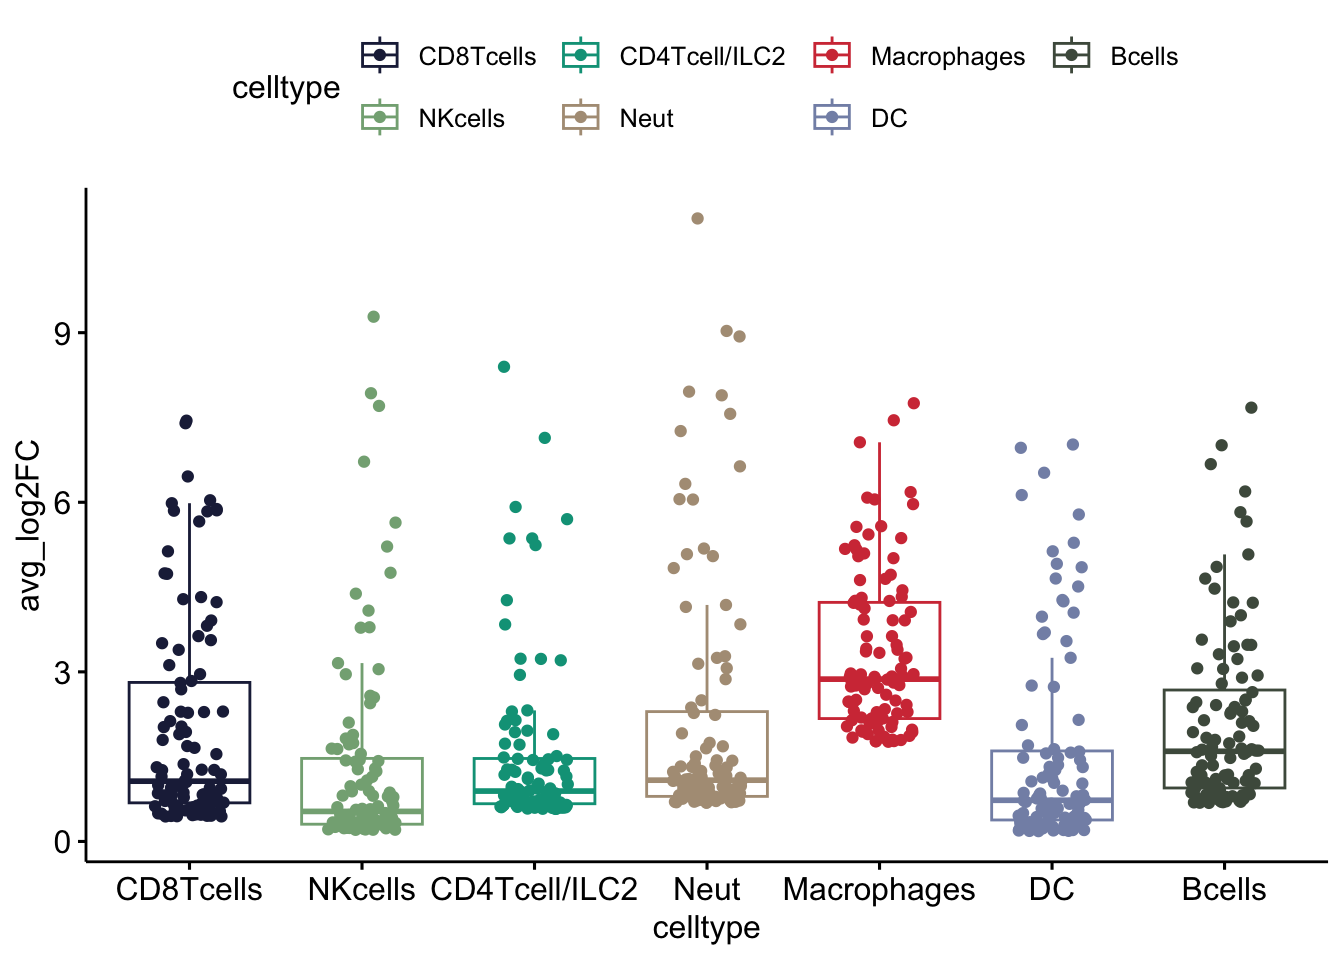 celltype
CD8Tcells CD4Tcell/ILC2 Macrophages Bcells
NKcells Neut DC
avg_log2FC
9
6
3
0
CD8Tcells NKcells CD4Tcell/ILC2 Neut Macrophages DC Bcells
celltype